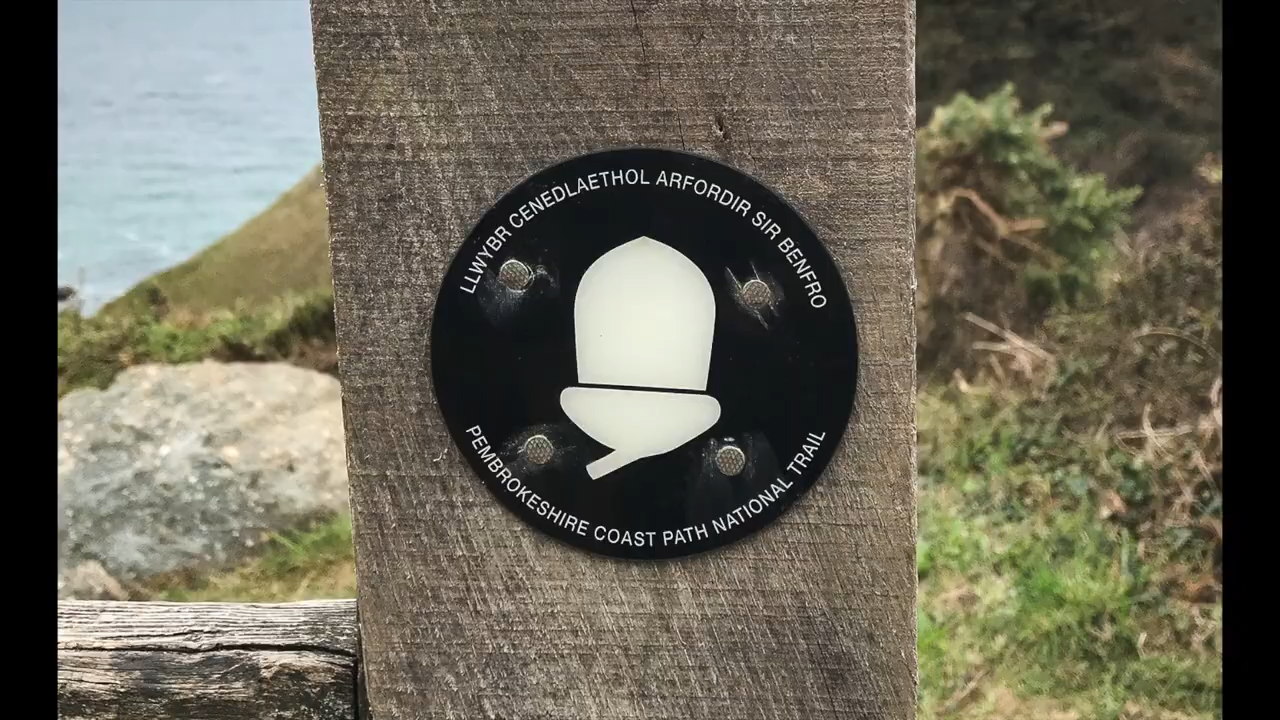 LLWYBR CENEDLAETHOL ARFORDIR SIR BENFRO
PEMBROKESHIRE COAST PATH NATIONAL TRAIL